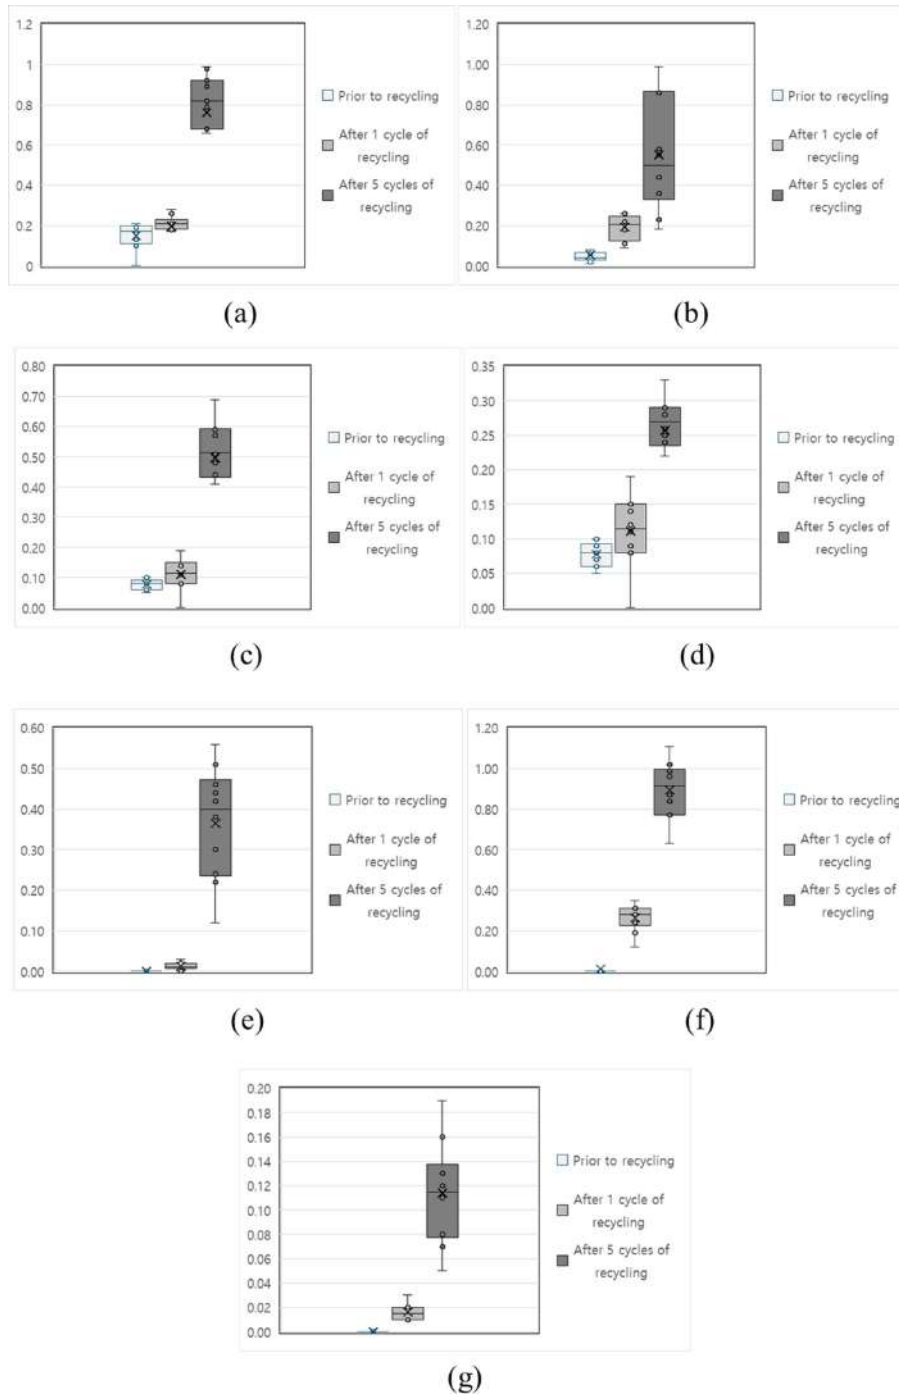 1.2
1
0.8
0.6
0.4
0.2
0
Prior to recycling
After 1 cycle of
recycling
After 5 cycles of
recycling
(a)
1.20
1.00
0.80
0.60
0.40
0.20
0.00
Prior to recycling
After 1 cycle of
recycling
After 5 cycles of
recycling
(b)
0.80
0.70
0.60
0.50
0.40
0.30
0.20
0.10
0.00
Prior to recycling
After 1 cycle of
recycling
After 5 cycles of
recycling
(c)
0.35
0.30
0.25
0.20
0.15
0.10
0.05
0.00
Prior to recycling
After 1 cycle of
recycling
After 5 cycles of
recycling
(d)
0.60
0.50
0.40
0.30
0.20
0.10
0.00
Prior to recycling
After 1 cycle of
recycling
After 5 cycles of
recycling
(e)
1.20
1.00
0.80
0.60
0.40
0.20
0.00
Prior to recycling
After 1 cycle of
recycling
After 5 cycles of
recycling
(f)
0.20
0.18
0.16
0.14
0.12
0.10
0.08
0.06
0.04
0.02
0.00
Prior to recycling
After 1 cycle of
recycling
After 5 cycles of
recycling
(g)